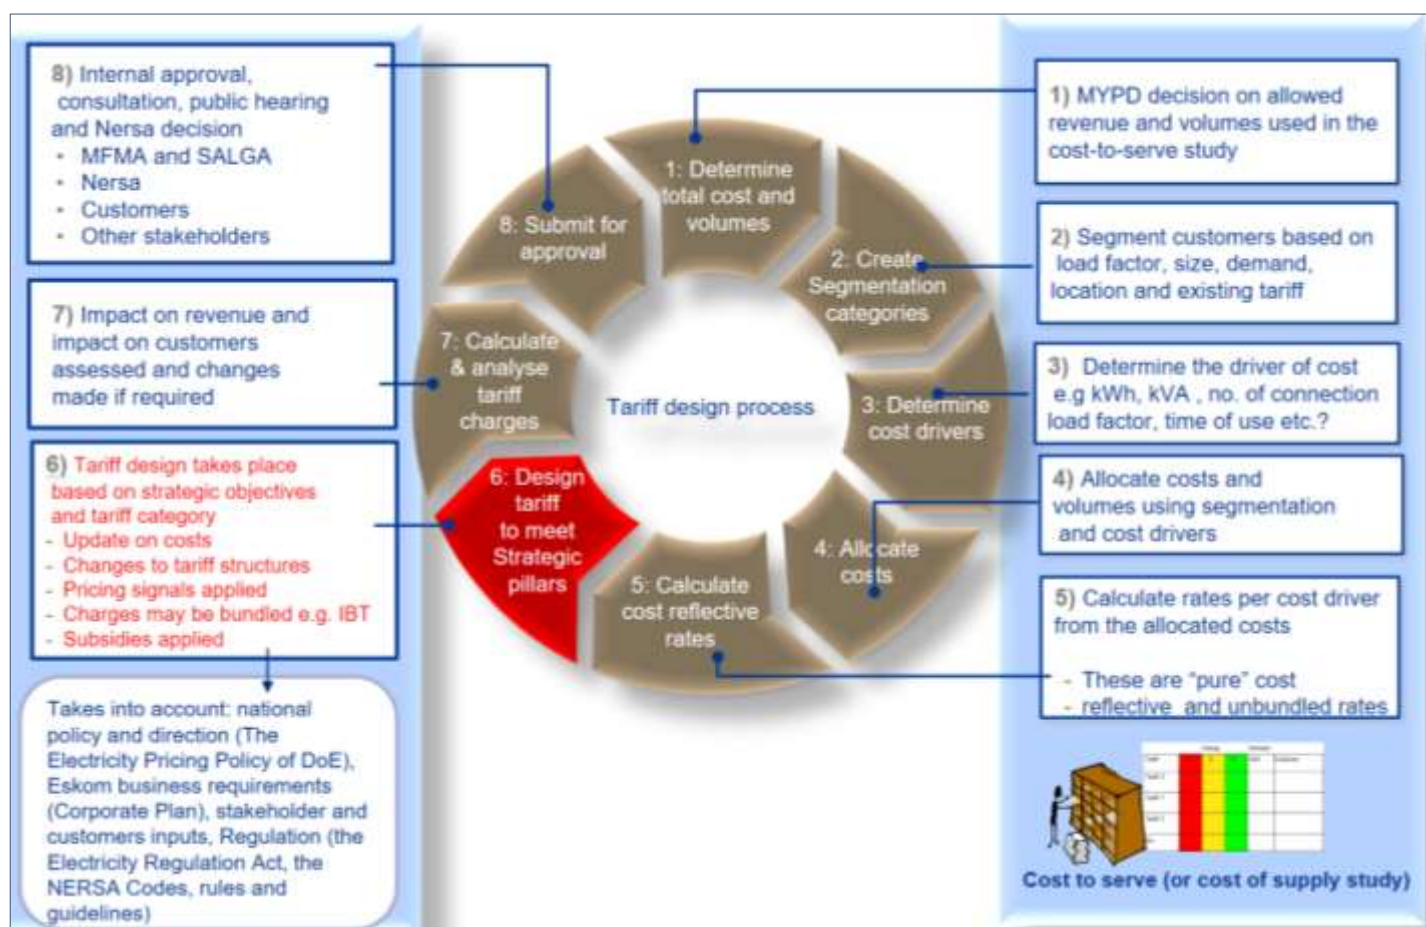 8) Internal approval,
consultation, public hearing
and Nersa decision
• MFMA and SALGA
• Nersa
• Customers
• Other stakeholders
7) Impact on revenue and
impact on customers
assessed and changes
made if required
6) Tariff design takes place
based on strategic objectives
and tariff category
- Update on costs
- Changes to tariff structures
- Pricing signals applied
- Charges may be bundled e.g. IBT
- Subsidies applied
Takes into account: national
policy and direction (The
Electricity Pricing Policy of DoE),
Eskom business requirements
(Corporate Plan), stakeholder and
customers inputs, Regulation (the
Electricity Regulation Act, the
NERSA Codes, rules and
guidelines)
1: Determine
total cost and
volumes
2: Create
Segmentation
categories
3: Determine
cost drivers
4: Allocate
costs
5: Calculate
cost reflective
rates
6: Design
tariff
to meet
Strategic
pillars
7: Calculate
& analyse
tariff
charges
8: Submit for
approval
Tariff design process
1) MYPD decision on allowed
revenue and volumes used in the
cost-to-serve study
2) Segment customers based on
load factor, size, demand,
location and existing tariff
3) Determine the driver of cost
e.g kWh, kVA , no. of connection
load factor, time of use etc.?
4) Allocate costs and
volumes using segmentation
and cost drivers
5) Calculate rates per cost driver
from the allocated costs
- These are “pure” cost
- reflective and unbundled rates
Cost to serve (or cost of supply study)